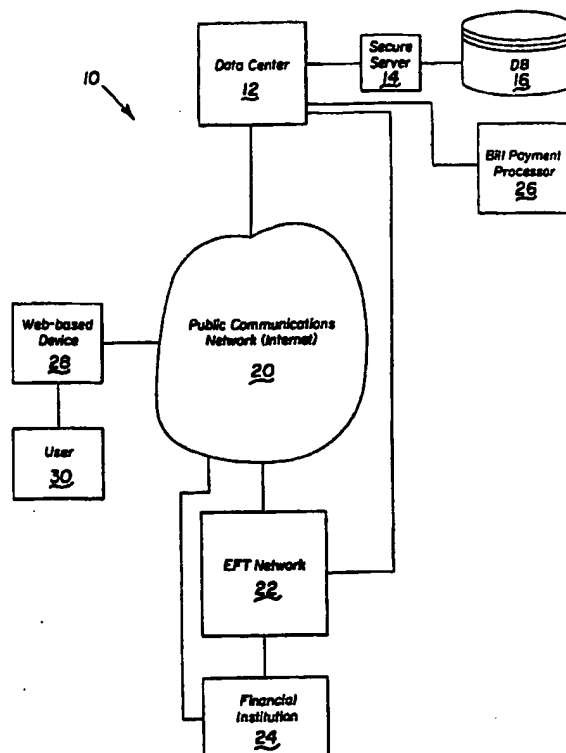 10
Data Center
12
Secure
Server
14
DB
16
Bill Payment
Processor
26
Public Communications
Network (Internet)
20
Web-based
Device
28
User
30
EFT Network
22
Financial
Institution
24